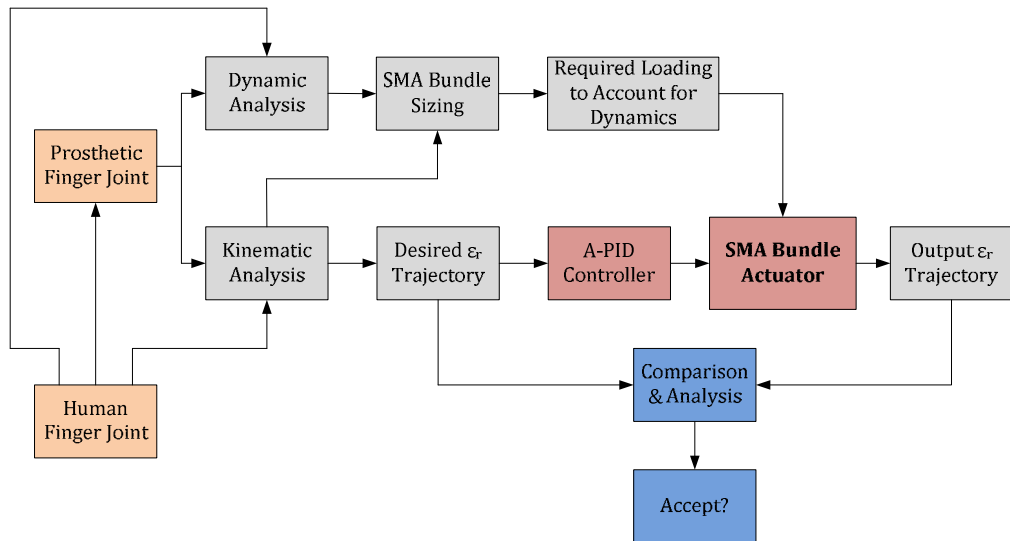 Dynamic
Analysis
SMA Bundle
Sizing
Required Loading
to Account for
Dynamics
Prosthetic
Finger Joint
Kinematic
Analysis
Desired εr
Trajectory
A-PID
Controller
SMA Bundle
Actuator
Output εr
Trajectory
Comparison
& Analysis
Human
Finger Joint
Accept?